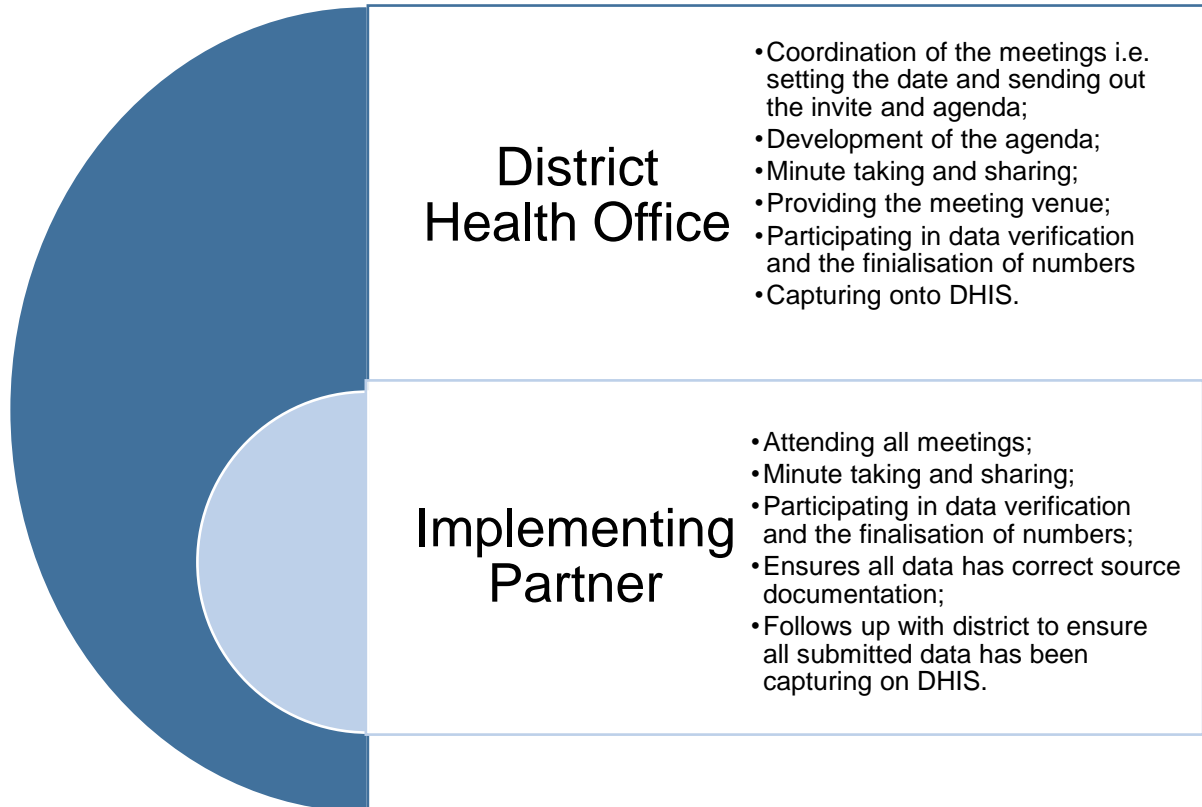 District
Health Office
•Coordination of the meetings i.e.
setting the date and sending out
the invite and agenda;
•Development of the agenda;
•Minute taking and sharing;
•Providing the meeting venue;
•Participating in data verification
and the finialisation of numbers
•Capturing onto DHIS.
Implementing
Partner
•Attending all meetings;
•Minute taking and sharing;
•Participating in data verification
and the finalisation of numbers;
•Ensures all data has correct source
documentation;
•Follows up with district to ensure
all submitted data has been
capturing on DHIS.